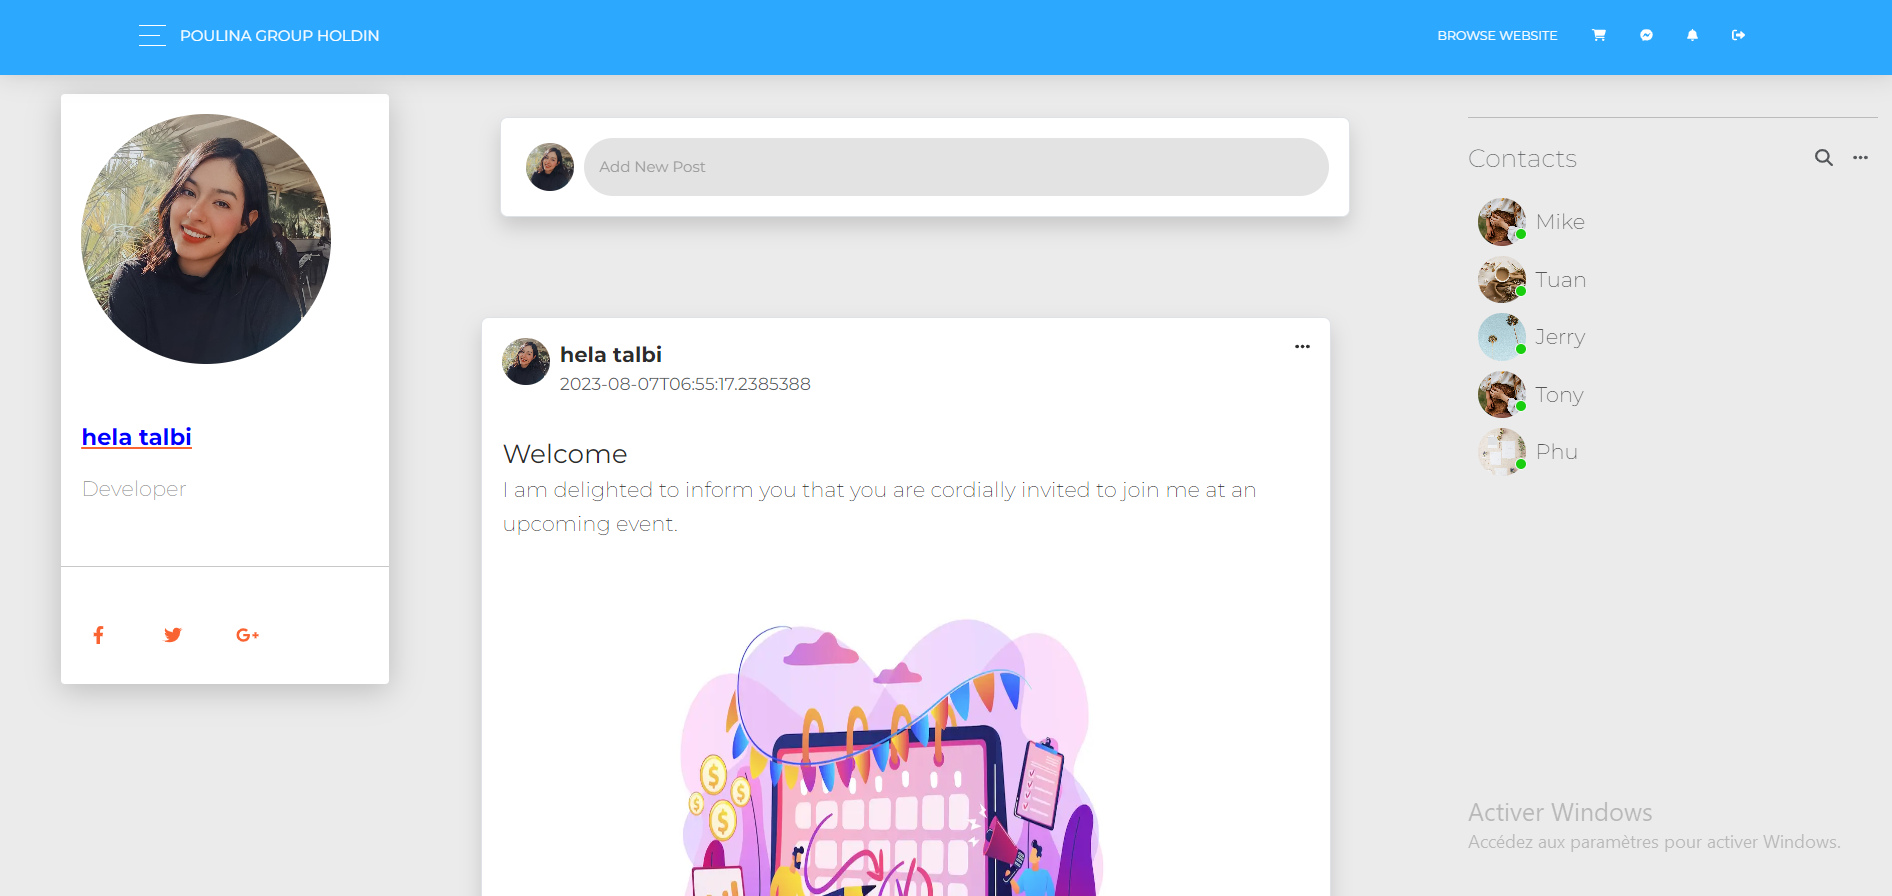 POULINA GROUP HOLDIN
BROWSE WEBSITE
hela talbi
Developer
Add New Post
hela talbi
2023-08-07T06:55:17.2385388
Welcome
I am delighted to inform you that you are cordially invited to join me at an
upcoming event.
Contacts
Mike
Tuan
Jerry
Tony
Phu
Activer Windows
Accédez aux paramètres pour activer Windows.